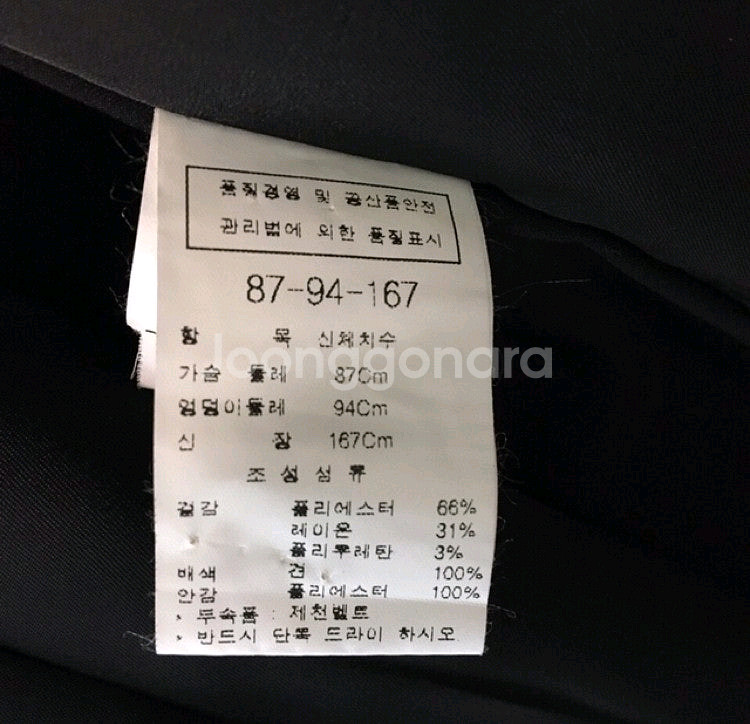 품질경영 및 공산품안전
관리법에 의한 품질표시
87-94-167
항 목 신체치수
가슴 둘레 87Cm
엉덩이둘레 94Cm
신 장 167Cm
조 성 섬 유
겉감 폴리에스터 66%
레이온 31%
폴리우레탄 3%
배색 견 100%
안감 폴리에스터 100%
부속품 : 제천벨트
반드시 단독 드라이 하시오
Joonggonara